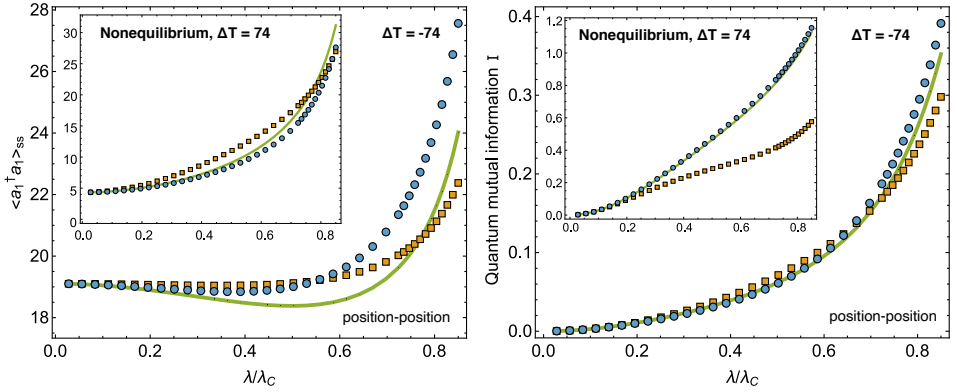 28
26
24
22
20
18
<a₁†a₁>ss
Nonequilibrium, ΔT = 74
ΔT = -74
30
25
20
15
10
5
0
0.0 0.2 0.4 0.6 0.8
position-position
0.0 0.2 0.4 0.6 0.8
λ/λC
0.4
0.3
0.2
0.1
0.0
Quantum mutual information I
Nonequilibrium, ΔT = 74
ΔT = -74
1.2
1.0
0.8
0.6
0.4
0.2
0.0
0.0 0.2 0.4 0.6 0.8
position-position
0.0 0.2 0.4 0.6 0.8
λ/λC